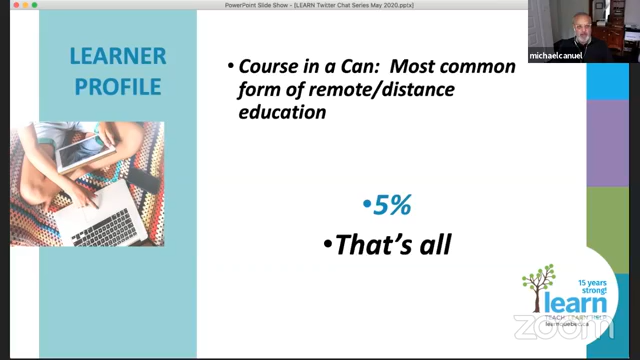 PowerPoint Slide Show - [LEARN Twitter Chat Series May 2020.pptx]
michaelcanuel
LEARNER
PROFILE
• Course in a Can: Most common
form of remote/distance
education
•5%
•That's all
15 years
strong!
learn
zoom